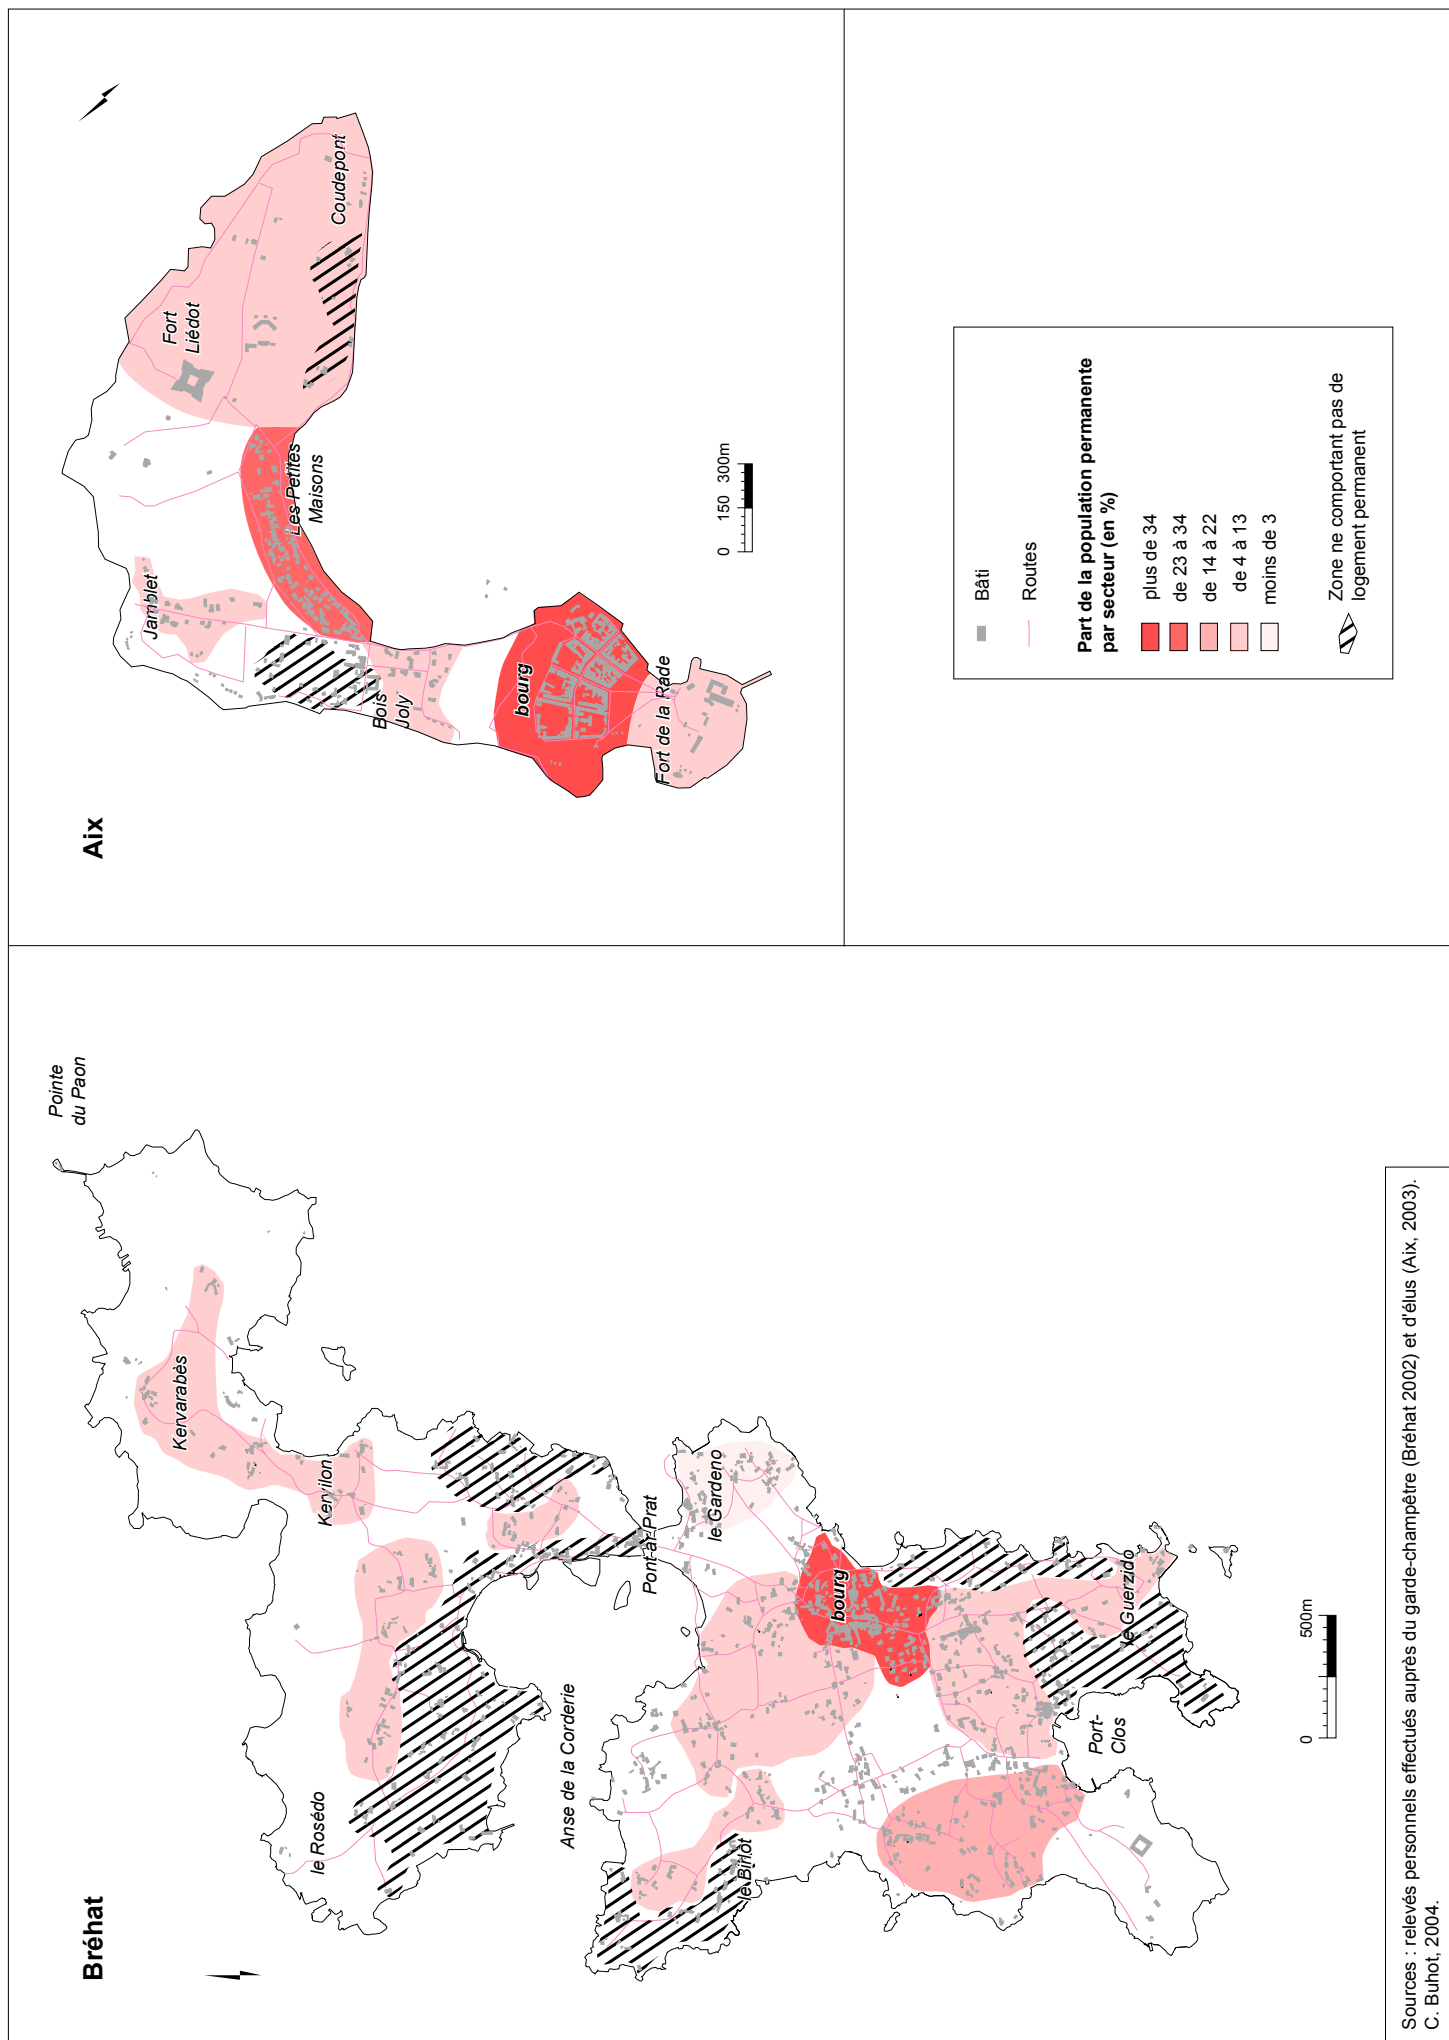 Bréhat
Pointe
du Paon
Kervarabès
Kervilon
le Rosédo
Pont-ar-Prat
Anse de la Corderie
le Gardeno
bourg
le Birlot
le Guerzido
Port-
Clos
0 500m
Aix
Fort
Liédot
Coudepont
Jamblet
Les Petites
Maisons
Bois
Joly
bourg
Fort de la Rade
0 150 300m
Bâti
Routes
Part de la population permanente
par secteur (en %)
plus de 34
de 23 à 34
de 14 à 22
de 4 à 13
moins de 3
Zone ne comportant pas de
logement permanent
Sources : relevés personnels effectués auprès du garde-champêtre (Bréhat 2002) et d'élus (Aix, 2003).
C. Buhot, 2004.